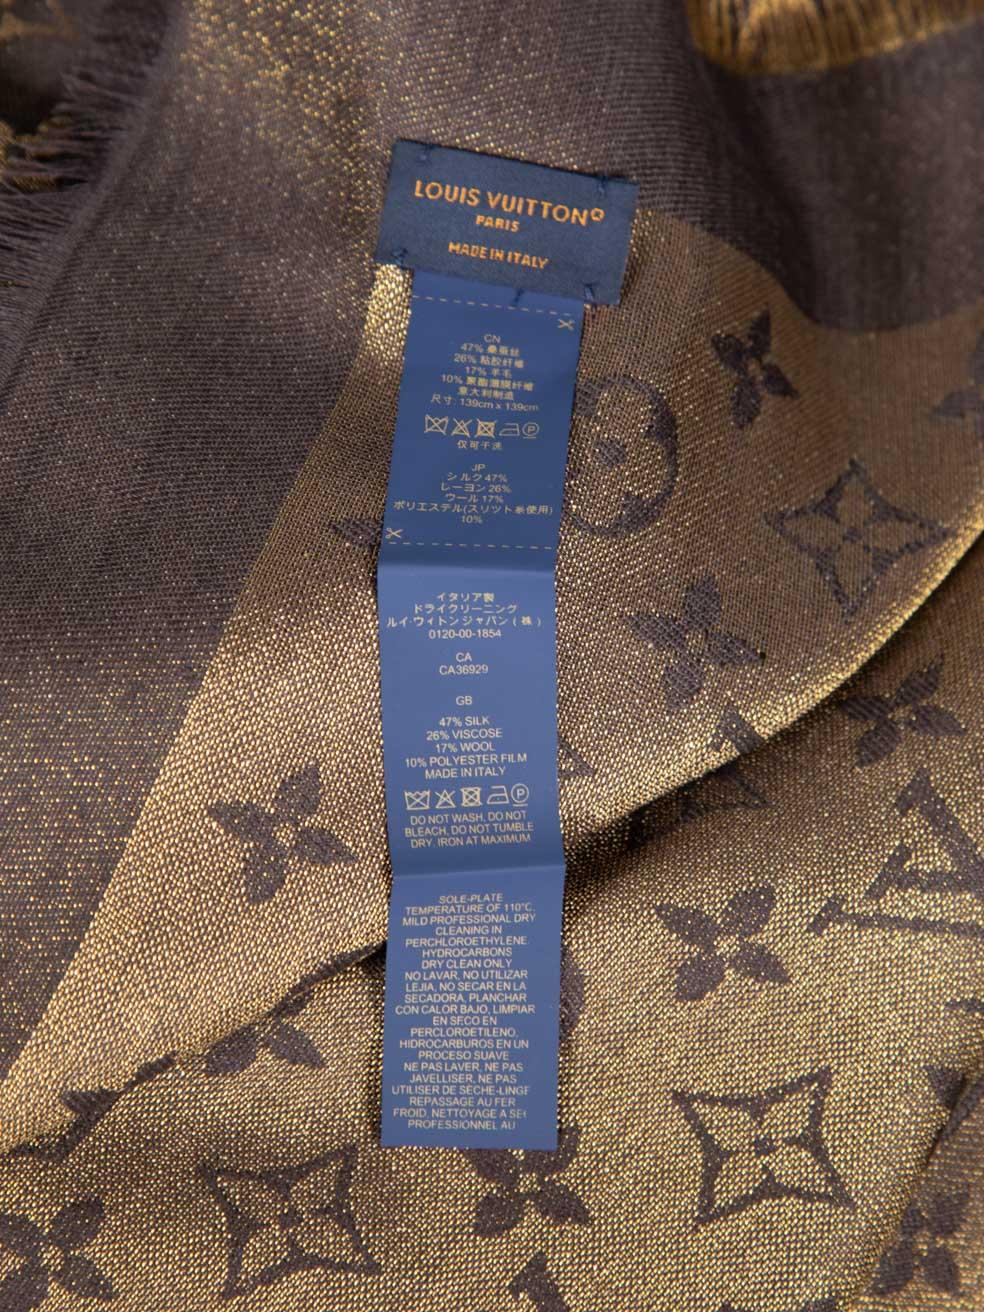 LOUIS VUITTON
PARIS
MADE IN ITALY
CN
47% 桑蚕丝
26% 粘胶纤维
17% 羊毛
10% 聚酯薄膜纤维
意大利制造
尺寸: 139cm x 139cm
P
仅可干洗
JP
シルク47%
レーヨン 26%
ウール 17%
ポリエステル(スリット糸使用)
10%
イタリア製
ドライクリーニング
ルイ・ヴィトン ジャパン ( 株 )
0120-00-1854
CA
CA36929
GB
47% SILK
26% VISCOSE
17% WOOL
10% POLYESTER FILM
MADE IN ITALY
P
DO NOT WASH, DO NOT
BLEACH, DO NOT TUMBLE
DRY, IRON AT MAXIMUM
SOLE-PLATE
TEMPERATURE OF 110°C,
MILD PROFESSIONAL DRY
CLEANING IN
PERCHLOROETHYLENE,
HYDROCARBONS
DRY CLEAN ONLY
NO LAVAR, NO UTILIZAR
LEJIA, NO SECAR EN LA
SECADORA, PLANCHAR
CON CALOR BAJO, LIMPIAR
EN SECO EN
PERCLOROETILENO,
HIDROCARBUROS EN UN
PROCESO SUAVE
NE PAS LAVER, NE PAS
JAVELLISER, NE PAS
UTILISER DE SECHE-LINGE
REPASSAGE AU FER
FROID, NETTOYAGE A SEC
PROFESSIONNEL AU